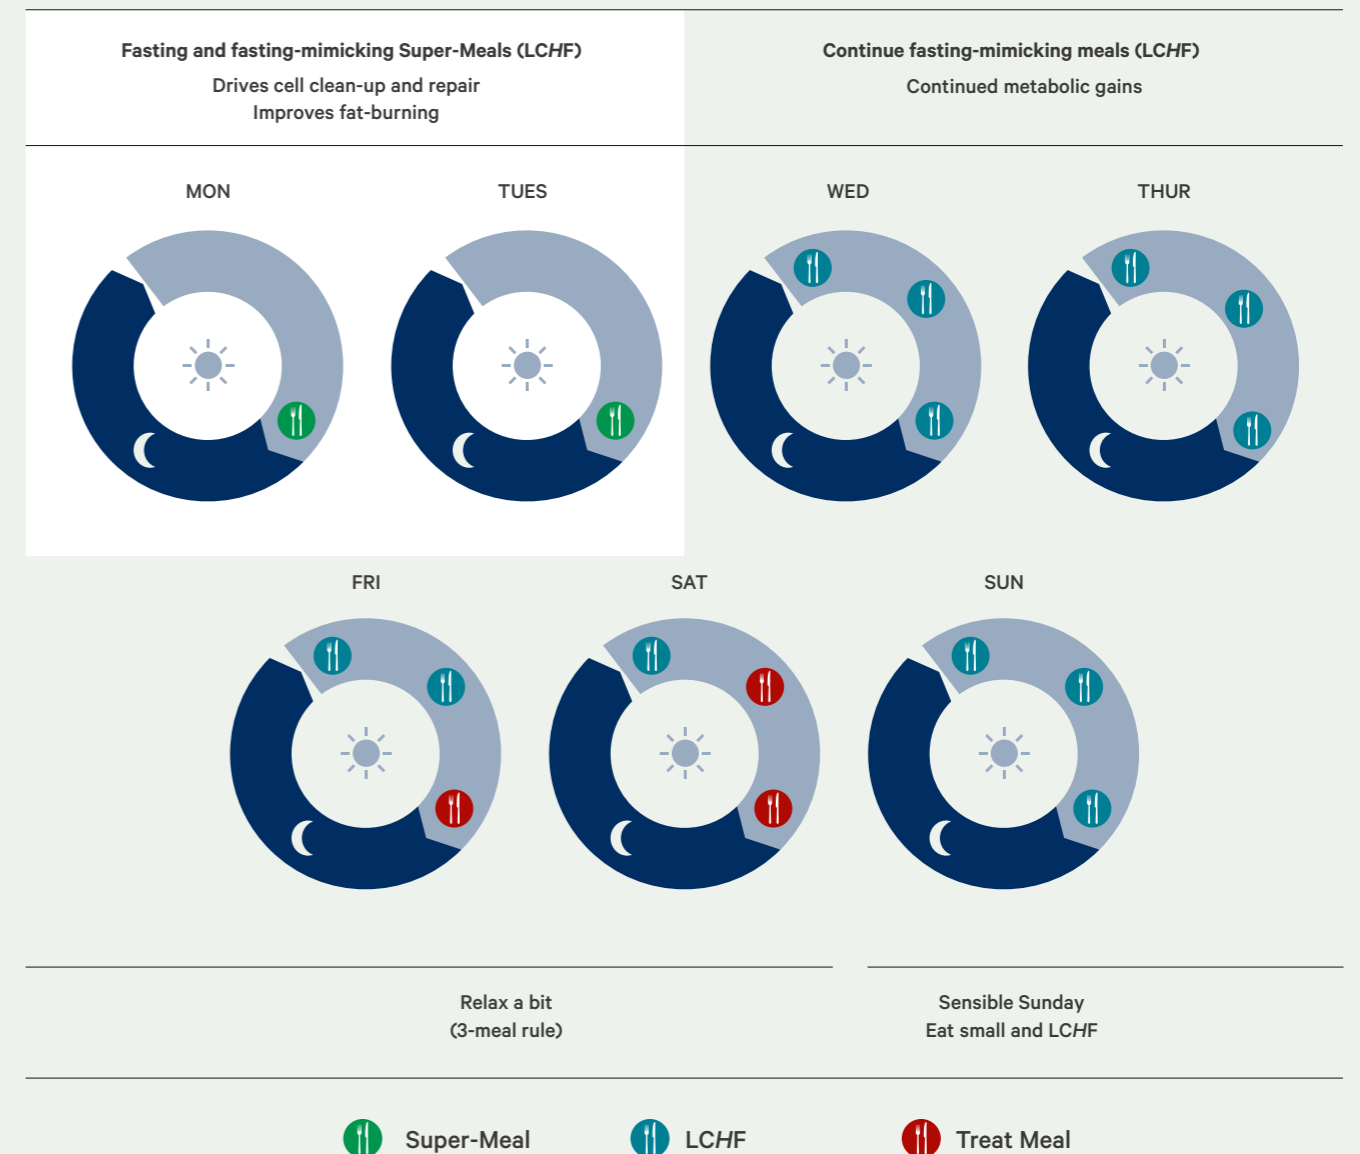 Fasting and fasting-mimicking Super-Meals (LCHF)
Drives cell clean-up and repair
Improves fat-burning
Continue fasting-mimicking meals (LCHF)
Continued metabolic gains
MON
TUES
WED
THUR
FRI
SAT
SUN
Relax a bit
(3-meal rule)
Sensible Sunday
Eat small and LCHF
Super-Meal
LCHF
Treat Meal